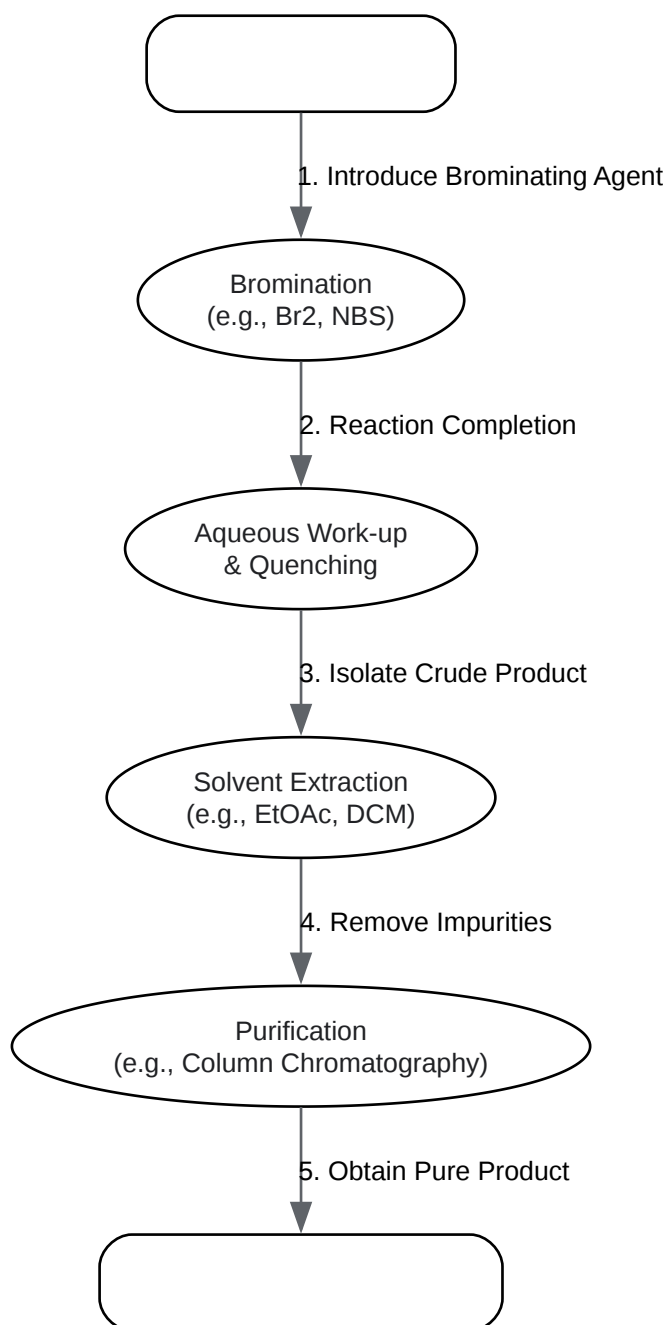 1. Introduce Brominating Agent
Bromination
(e.g., Br2, NBS)
2. Reaction Completion
Aqueous Work-up
& Quenching
3. Isolate Crude Product
Solvent Extraction
(e.g., EtOAc, DCM)
4. Remove Impurities
Purification
(e.g., Column Chromatography)
5. Obtain Pure Product